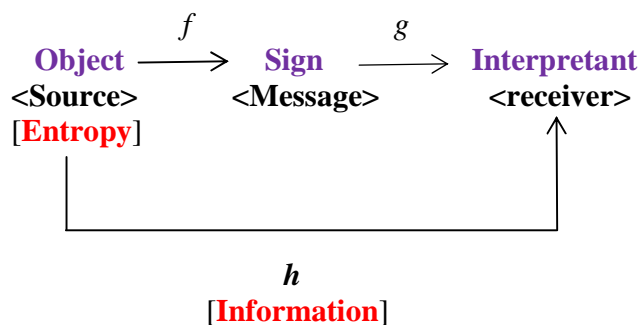 f g
Object Sign Interpretant
<Source> <Message> <receiver>
[Entropy]
h
[Information]